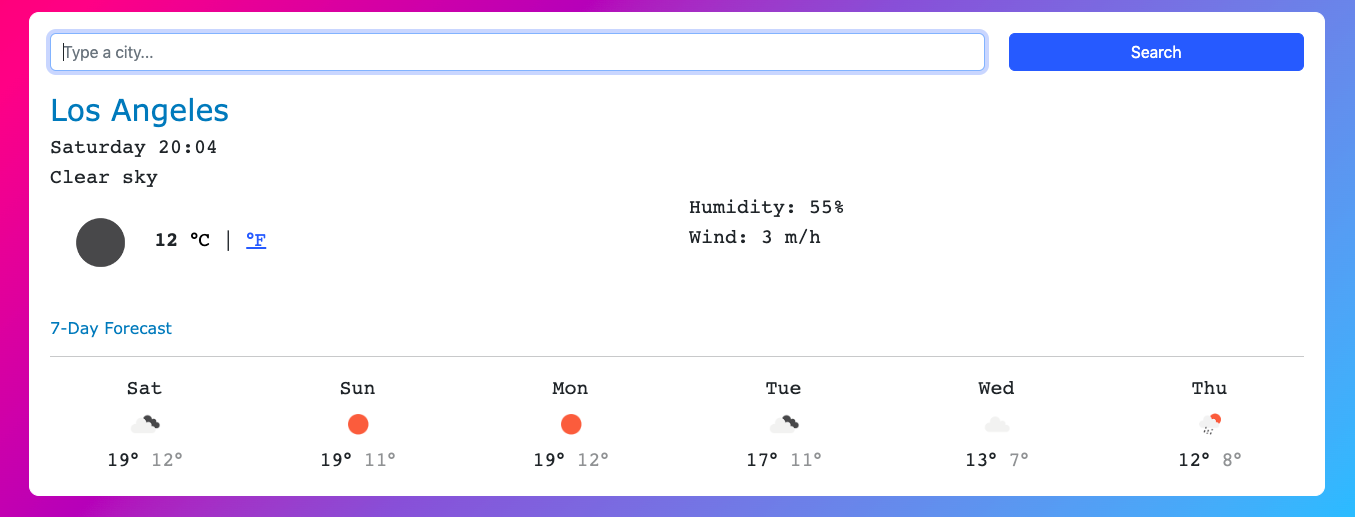 Type a city...
Search
Los Angeles
Saturday 20:04
Clear sky
12 °C | °F
Humidity: 55%
Wind: 3 m/h
7-Day Forecast
Sat Sun Mon Tue Wed Thu
19° 12° 19° 11° 19° 12° 17° 11° 13° 7° 12° 8°